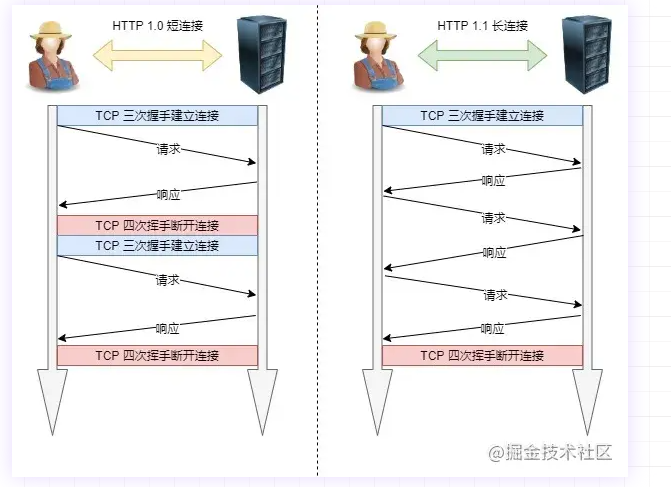 HTTP 1.0 短连接
TCP 三次握手建立连接
请求
响应
TCP 四次挥手断开连接
TCP 三次握手建立连接
请求
响应
TCP 四次挥手断开连接
HTTP 1.1 长连接
TCP 三次握手建立连接
请求
响应
请求
响应
请求
响应
TCP 四次挥手断开连接
@掘金技术社区